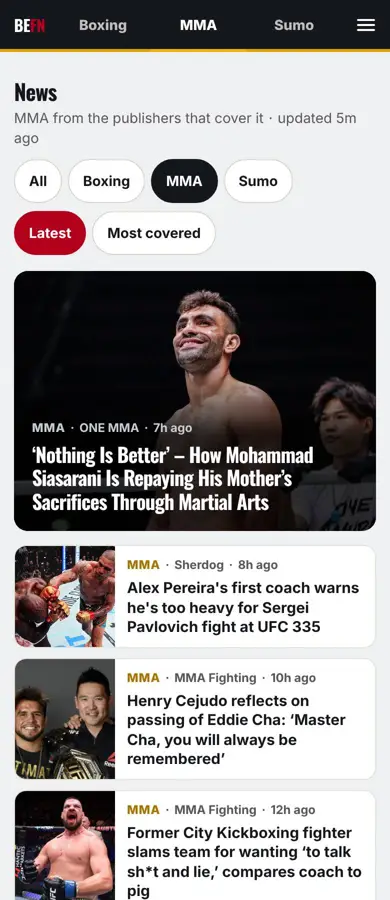 BEFN
Boxing
MMA
Sumo
News
MMA from the publishers that cover it · updated 5m
ago
All
Boxing
MMA
Sumo
Latest
Most covered
MMA · ONE MMA · 7h ago
‘Nothing Is Better’ – How Mohammad
Siasarani Is Repaying His Mother’s
Sacrifices Through Martial Arts
MMA · Sherdog · 8h ago
Alex Pereira's first coach warns
he's too heavy for Sergei
Pavlovich fight at UFC 335
MMA · MMA Fighting · 10h ago
Henry Cejudo reflects on
passing of Eddie Cha: ‘Master
Cha, you will always be
remembered’
MMA · MMA Fighting · 12h ago
Former City Kickboxing fighter
slams team for wanting ‘to talk
sh*t and lie,’ compares coach to
pig